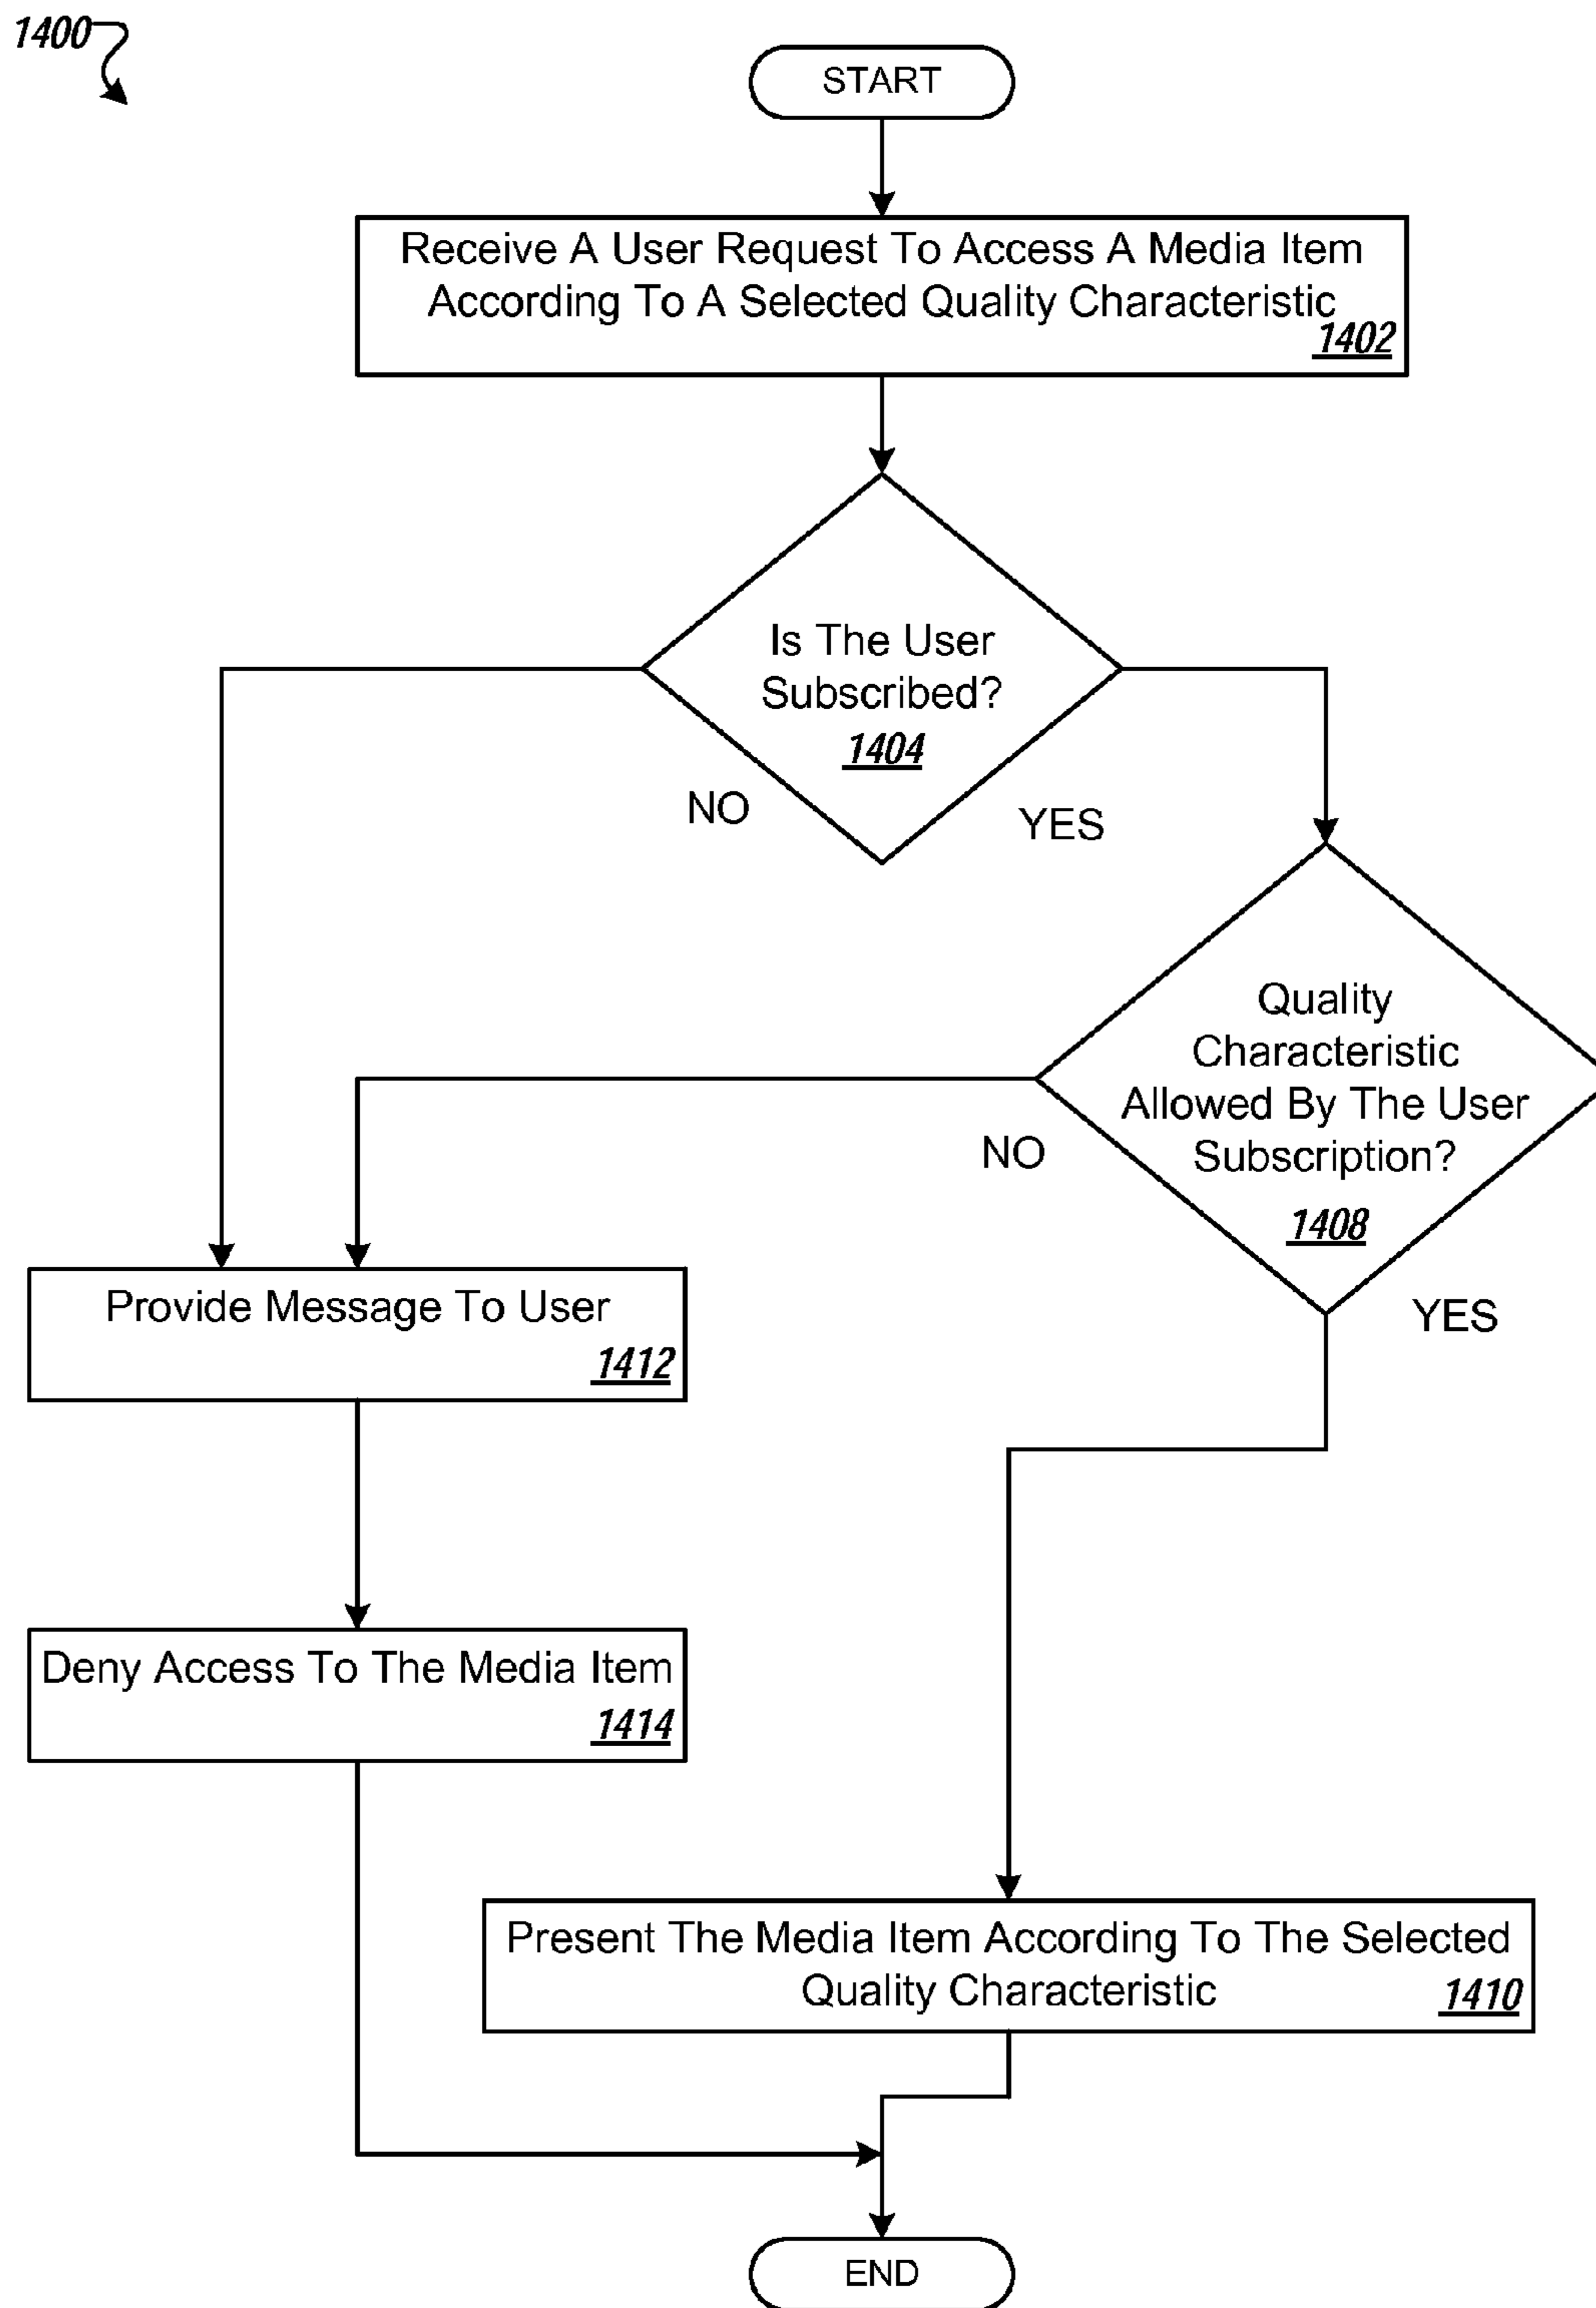 1400
START
Receive A User Request To Access A Media Item
According To A Selected Quality Characteristic
1402
Is The User
Subscribed?
1404
NO
YES
Quality
Characteristic
Allowed By The User
Subscription?
1408
NO
YES
Provide Message To User
1412
Deny Access To The Media Item
1414
Present The Media Item According To The Selected
Quality Characteristic
1410
END